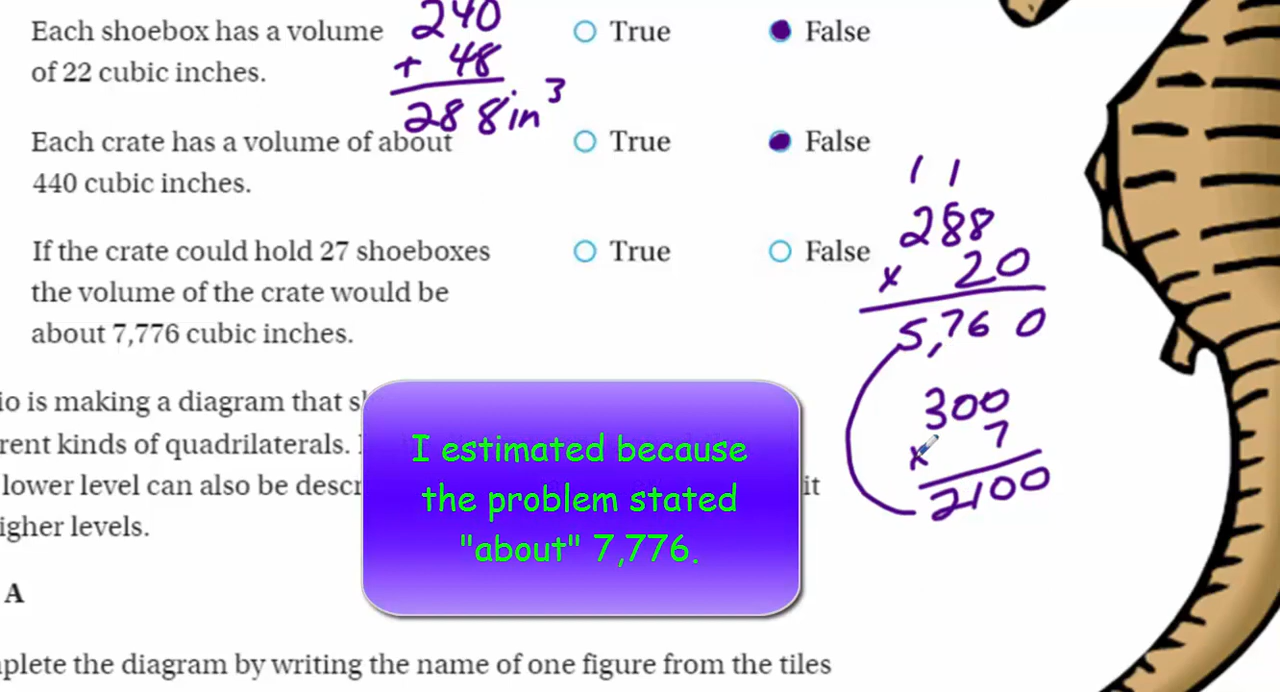 Each shoebox has a volume
of 22 cubic inches.
240
+ 48
288in³
True
False
Each crate has a volume of about
440 cubic inches.
True
False
If the crate could hold 27 shoeboxes
the volume of the crate would be
about 7,776 cubic inches.
True
False
1 1
288
x 20
5,760
300
x 7
2100
io is making a diagram that s
rent kinds of quadrilaterals.
lower level can also be descr
it
igher levels.
I estimated because
the problem stated
"about" 7,776.
A
plete the diagram by writing the name of one figure from the tiles